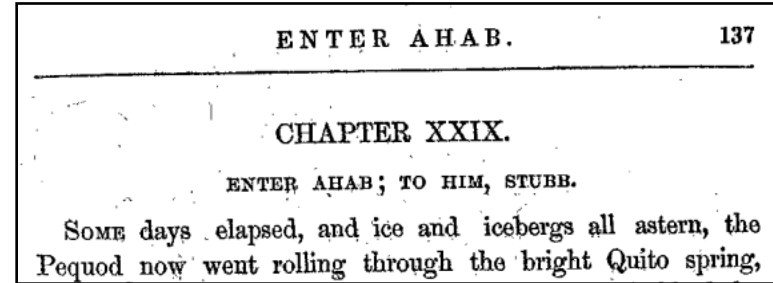 ENTER AHAB. 137
CHAPTER XXIX.
ENTER AHAB; TO HIM, STUBB.
SOME days elapsed, and ice and icebergs all astern, the
Pequod now went rolling through the bright Quito spring,